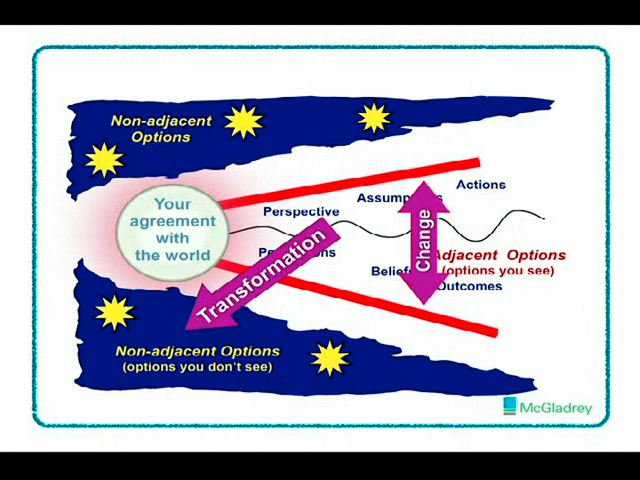 Non-adjacent
Options
Your
agreement
with
the world
Actions
Perspective
Change
Transformation
Adjacent Options
(options you see)
Outcomes
Non-adjacent Options
(options you don't see)
McGladrey